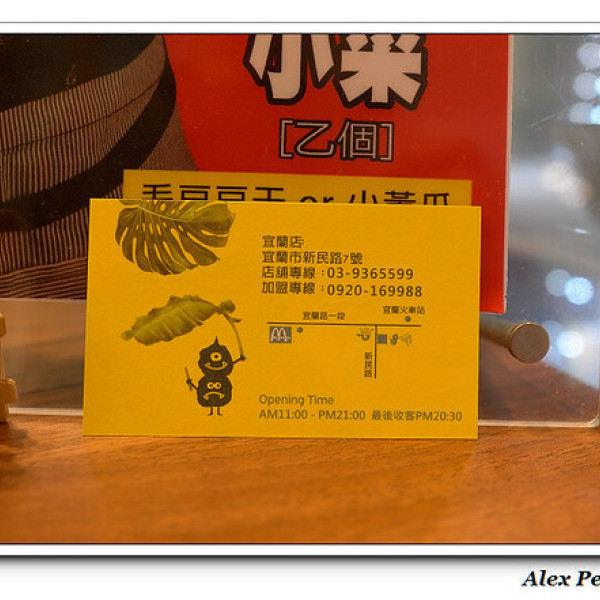 小菜
[乙個]
毛豆豆干 or 小黃瓜
宜蘭店:
宜蘭市新民路7號
店舖專線：03-9365599
加盟專線：0920-169988
宜蘭路一段
宜蘭火車站
新民路
Opening Time
AM11:00 - PM21:00 最後收客PM20:30
Alex Pe